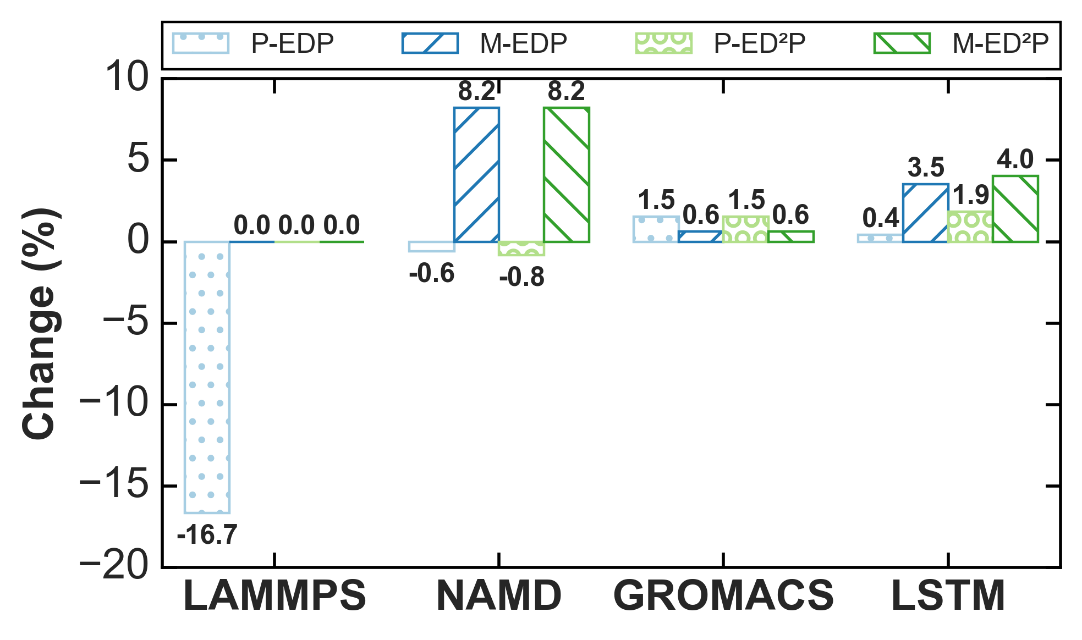 P-EDP M-EDP P-ED²P M-ED²P
10
8.2 8.2
5
3.5 4.0
0.0 0.0 0.0
1.5 0.6 1.5 0.6
0.4 1.9
0
-0.6 -0.8
−5
−10
−15
-16.7
−20
Change (%)
LAMMPS NAMD GROMACS LSTM